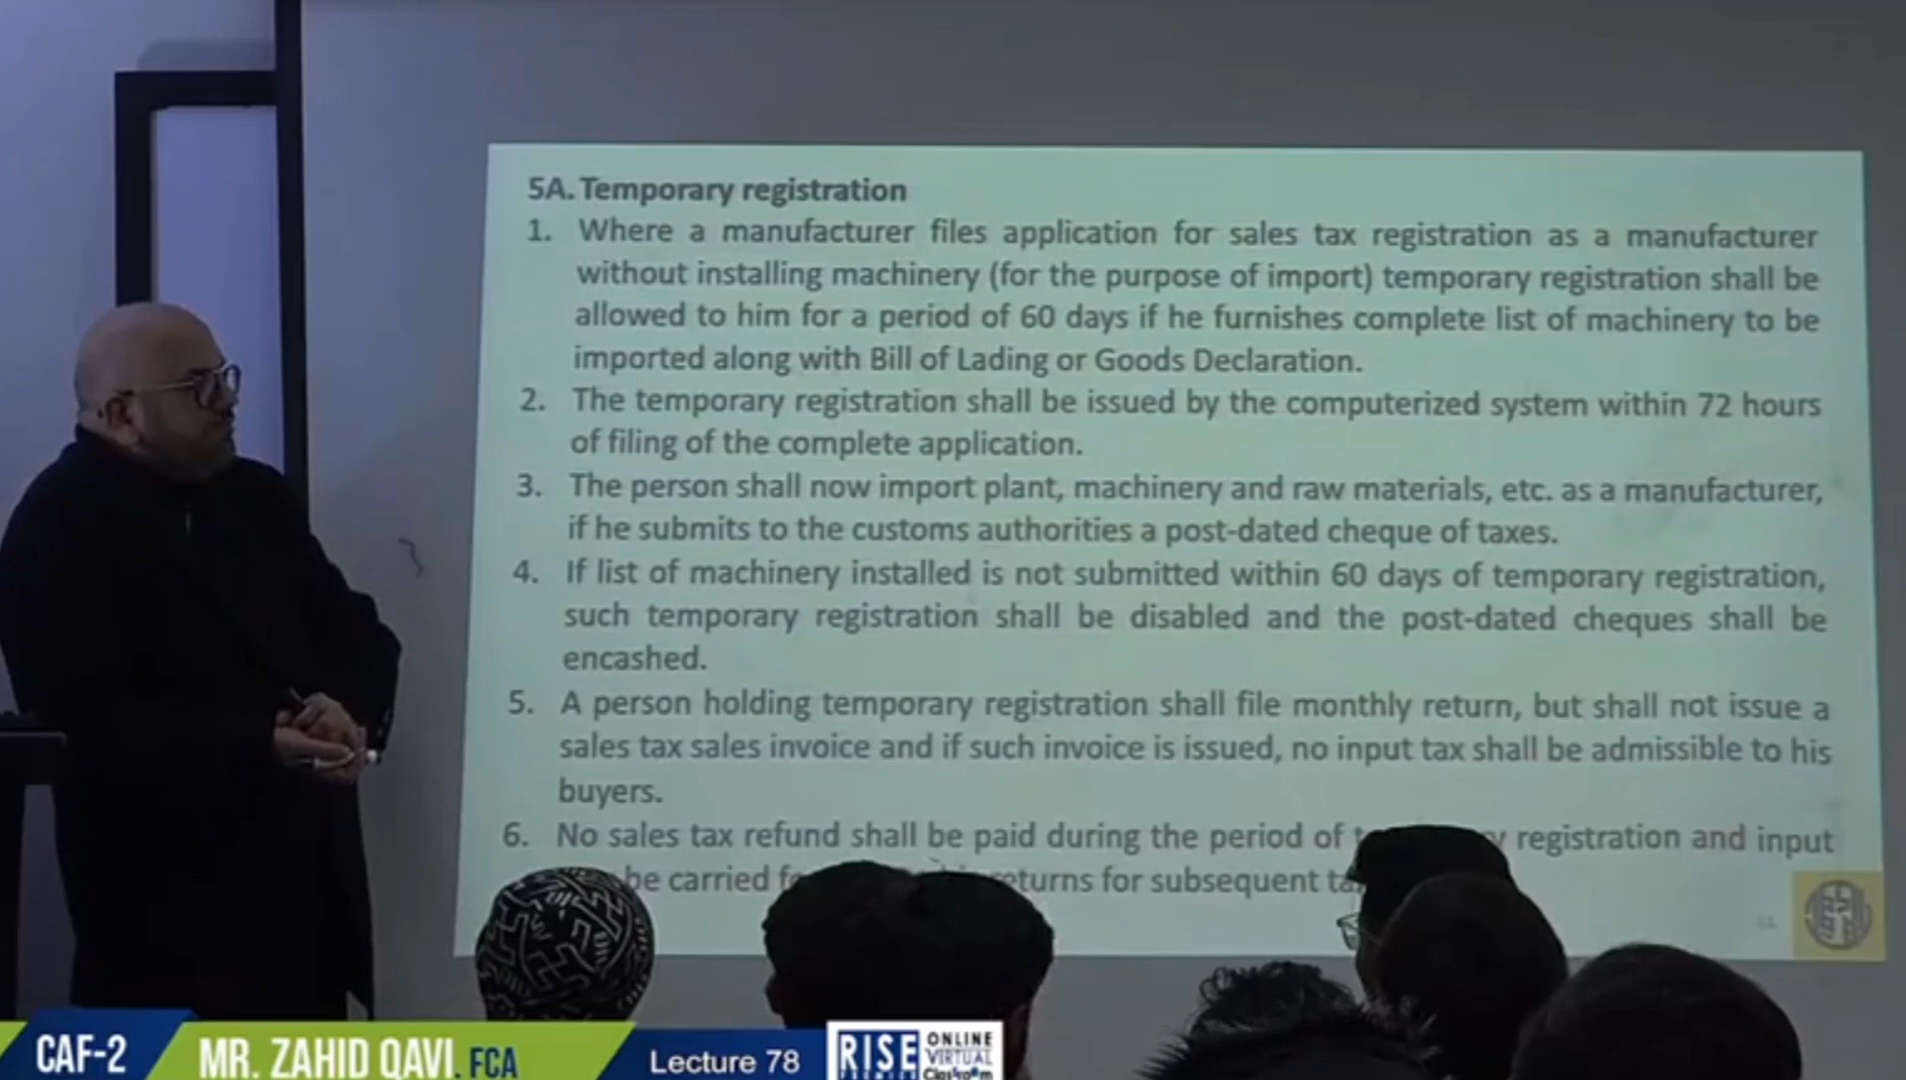 5A. Temporary registration
1. Where a manufacturer files application for sales tax registration as a manufacturer
without installing machinery (for the purpose of import) temporary registration shall be
allowed to him for a period of 60 days if he furnishes complete list of machinery to be
imported along with Bill of Lading or Goods Declaration.
2. The temporary registration shall be issued by the computerized system within 72 hours
of filing of the complete application.
3. The person shall now import plant, machinery and raw materials, etc. as a manufacturer,
if he submits to the customs authorities a post-dated cheque of taxes.
4. If list of machinery installed is not submitted within 60 days of temporary registration,
such temporary registration shall be disabled and the post-dated cheques shall be
encashed.
5. A person holding temporary registration shall file monthly return, but shall not issue a
sales tax sales invoice and if such invoice is issued, no input tax shall be admissible to his
buyers.
6. No sales tax refund shall be paid during the period of registration and input
be carried returns for subsequent
CAF-2
MR. ZAHID QAVI. FCA
Lecture 78
RISE
ONLINE
VIRTUAL
Classroom